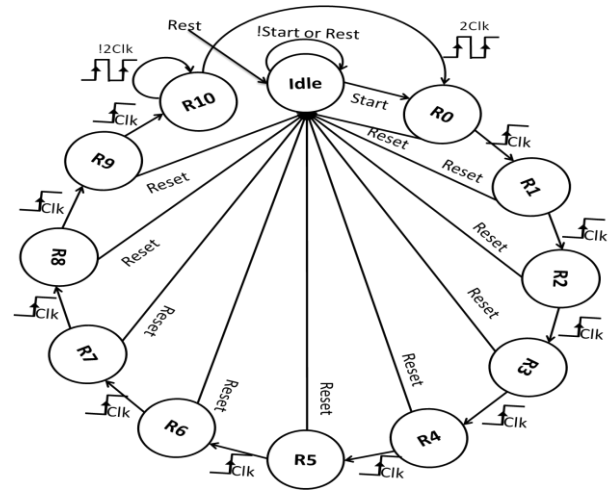 Rest
!Start or Rest
2Clk
!2Clk
Idle
Start
R0
R10
Clk
Reset
Clk
R9
Reset
R1
Reset
Clk
Clk
R8
Reset
Reset
R2
Clk
Clk
R7
Reset
Reset
R3
Clk
Reset
Reset
Reset
Clk
R6
R4
Clk
R5
Clk